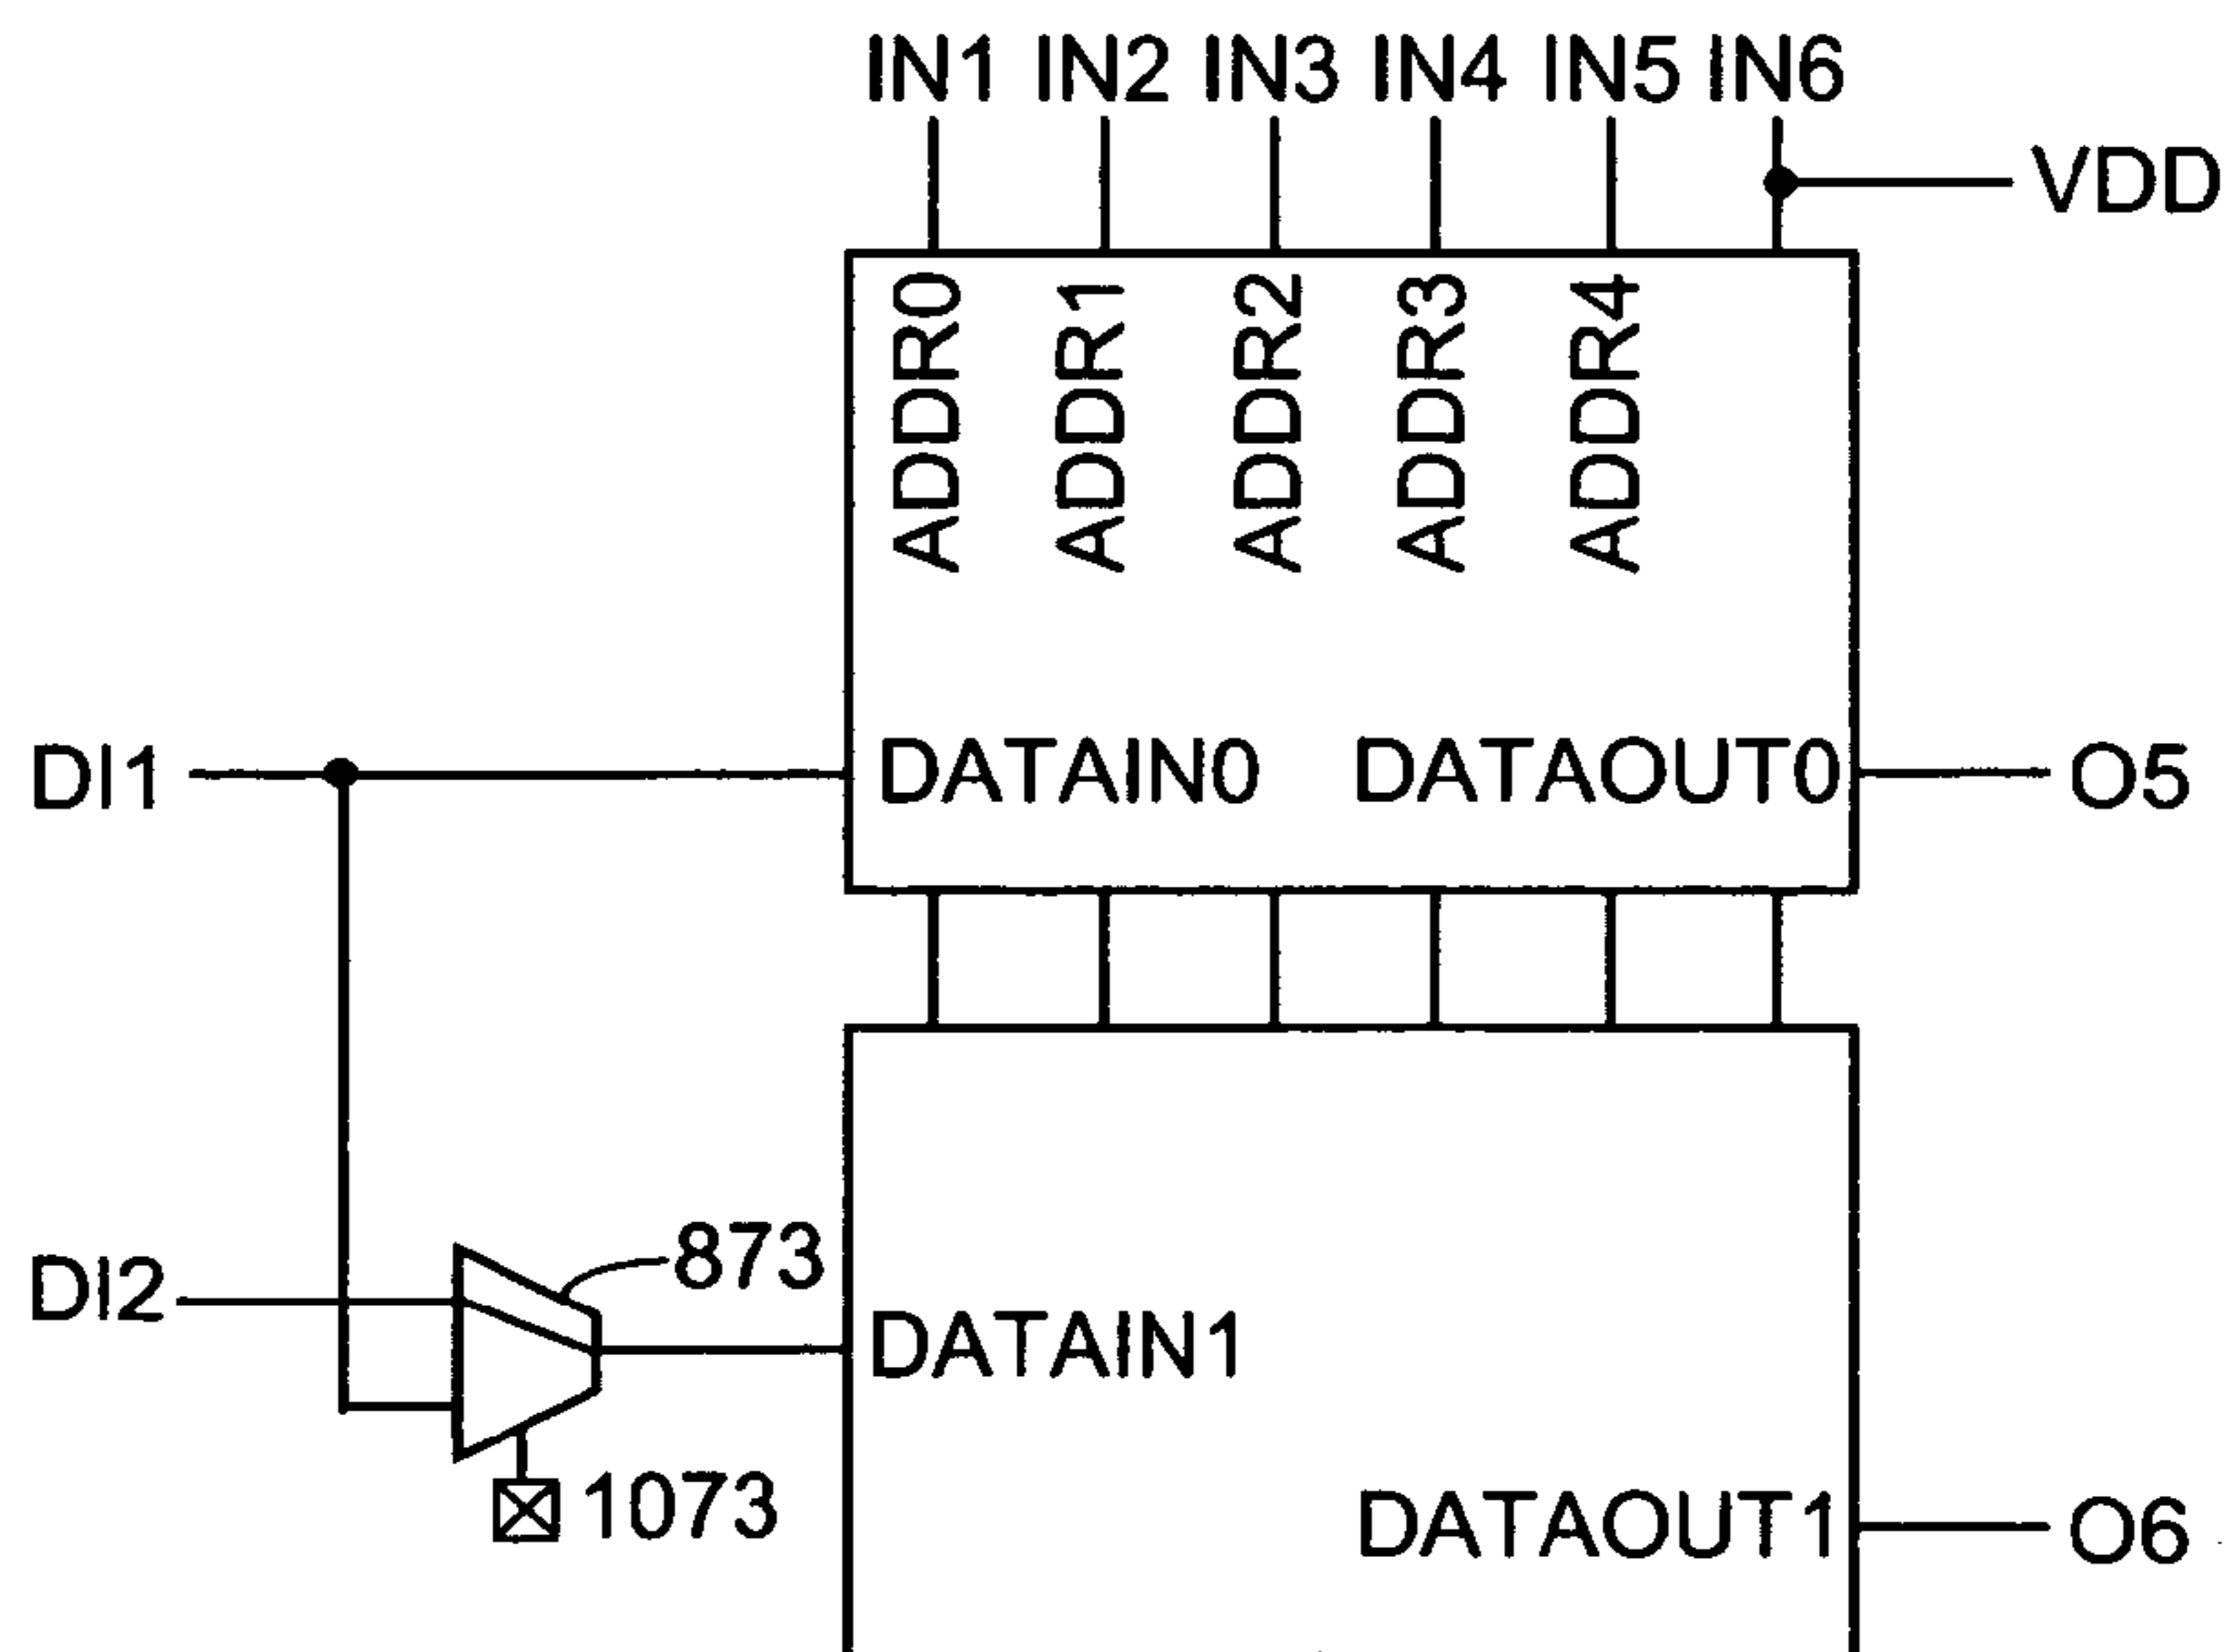 IN1 IN2 IN3 IN4 IN5 IN6
VDD
ADDR0
ADDR1
ADDR2
ADDR3
ADDR4
DI1
DATAIN0 DATAOUT0
O5
873
DI2
DATAIN1
1073
DATAOUT1
O6